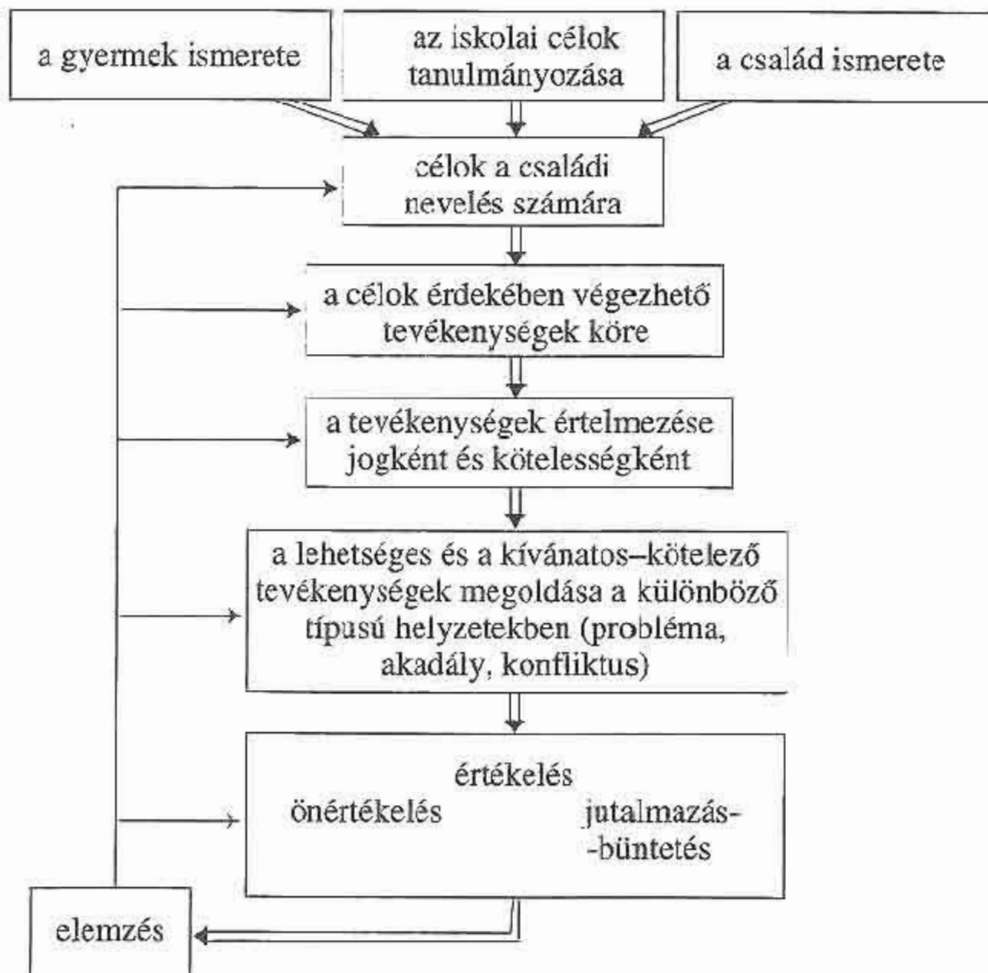 a gyermek ismerete
az iskolai célok
tanulmányozása
a család ismerete
célok a családi
nevelés számára
a célok érdekében végezhető
tevékenységek köre
a tevékenységek értelmezése
jogként és kötelességként
a lehetséges és a kívánatos–kötelező
tevékenységek megoldása a különböző
típusú helyzetekben (probléma,
akadály, konfliktus)
értékelés
önértékelés
jutalmazás-
-büntetés
elemzés